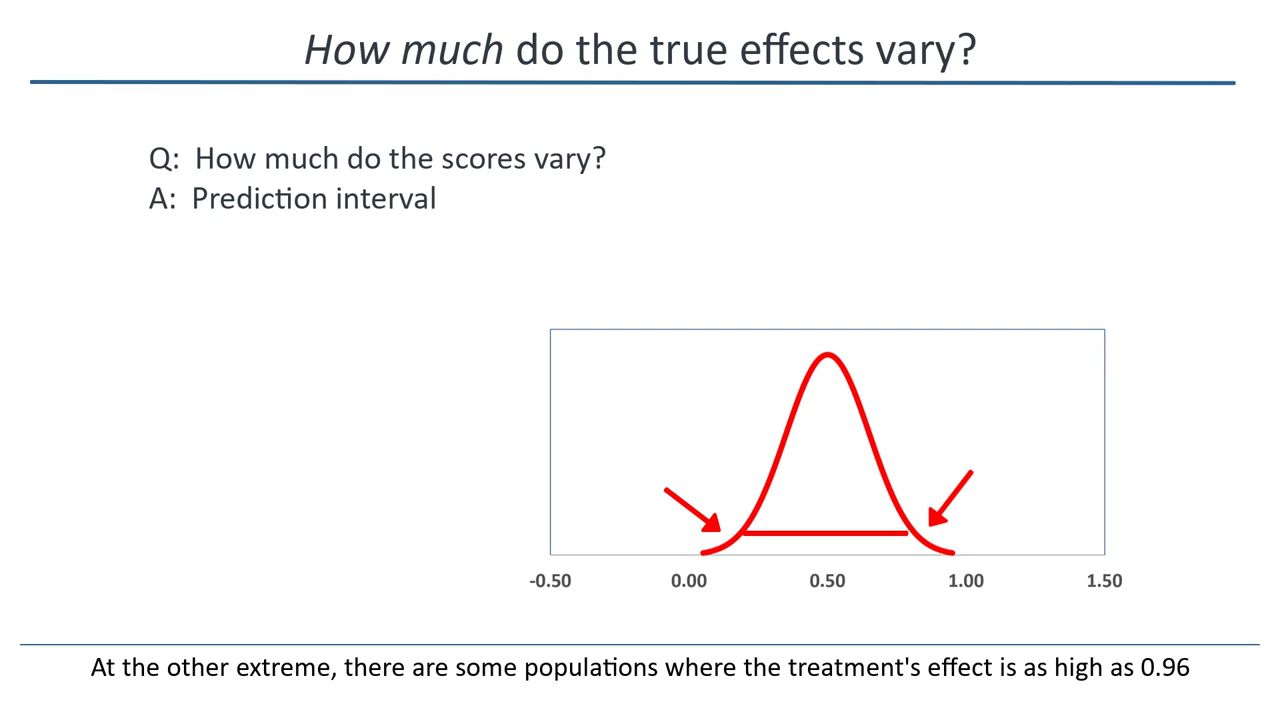 How much do the true effects vary?
Q: How much do the scores vary?
A: Prediction interval
-0.50 0.00 0.50 1.00 1.50
At the other extreme, there are some populations where the treatment's effect is as high as 0.96